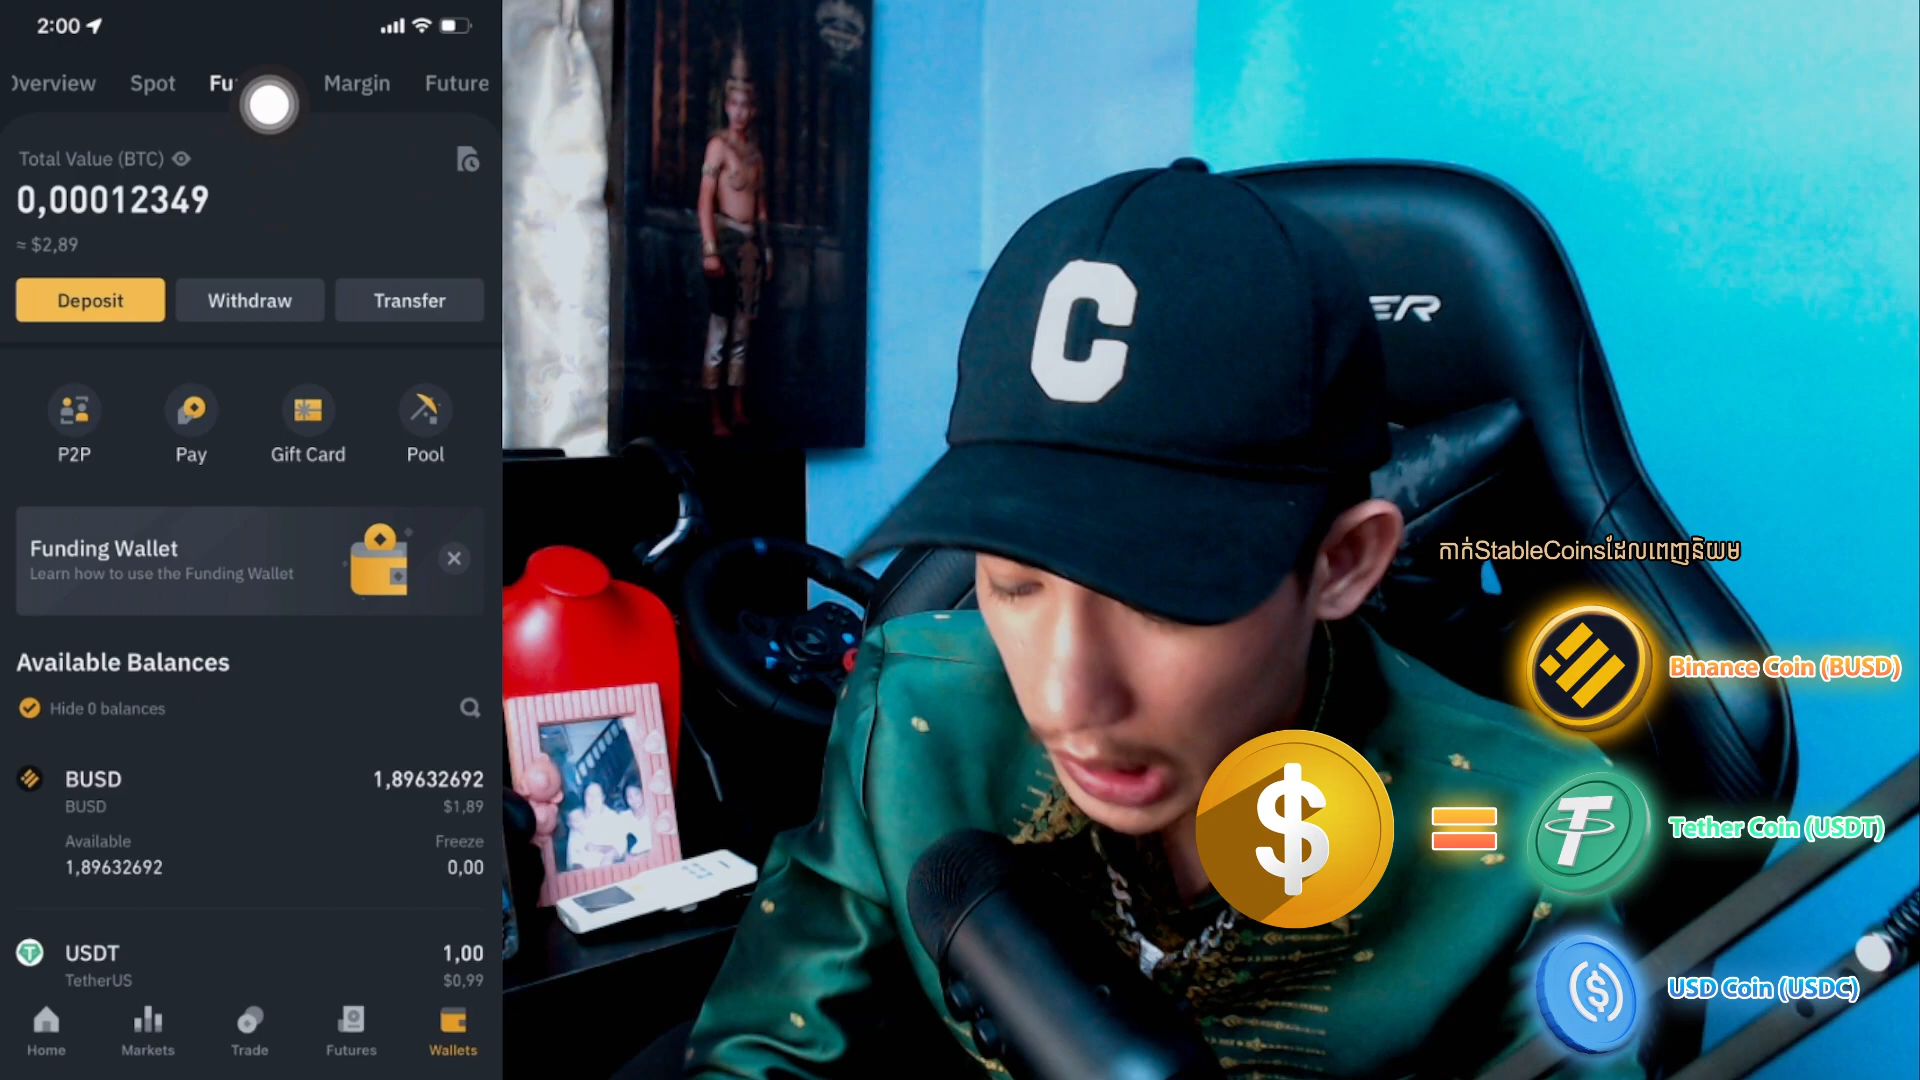 2:00
Overview Spot Fu Margin Future
Total Value (BTC)
0,00012349
≈ $2,89
Deposit Withdraw Transfer
P2P Pay Gift Card Pool
Funding Wallet
Learn how to use the Funding Wallet
Available Balances
Hide 0 balances
BUSD 1,89632692
BUSD $1,89
Available Freeze
1,89632692 0,00
USDT 1,00
TetherUS $0,99
Home Markets Trade Futures Wallets
C
ER
កាក់StableCoinsដែលពេញនិយម
Binance Coin (BUSD)
$
Tether Coin (USDT)
USD Coin (USDC)